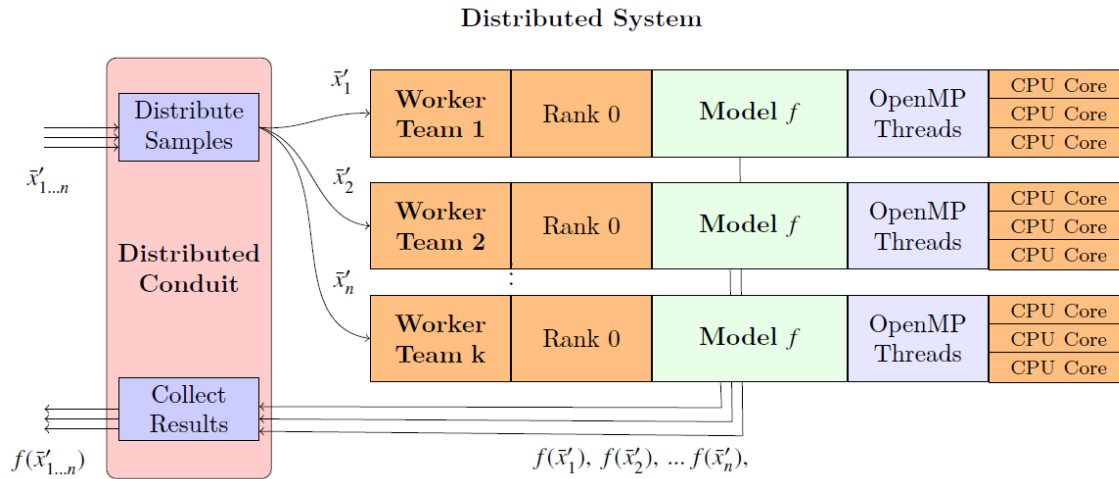 Distributed System
Distribute
Samples
x̄′₁...ₙ
Distributed
Conduit
Collect
Results
f(x̄′₁...ₙ)
x̄′₁
Worker
Team 1
Rank 0
Model f
OpenMP
Threads
CPU Core
CPU Core
CPU Core
x̄′₂
Worker
Team 2
Rank 0
Model f
OpenMP
Threads
CPU Core
CPU Core
CPU Core
⋮
x̄′ₙ
Worker
Team k
Rank 0
Model f
OpenMP
Threads
CPU Core
CPU Core
CPU Core
f(x̄′₁), f(x̄′₂), ... f(x̄′ₙ),